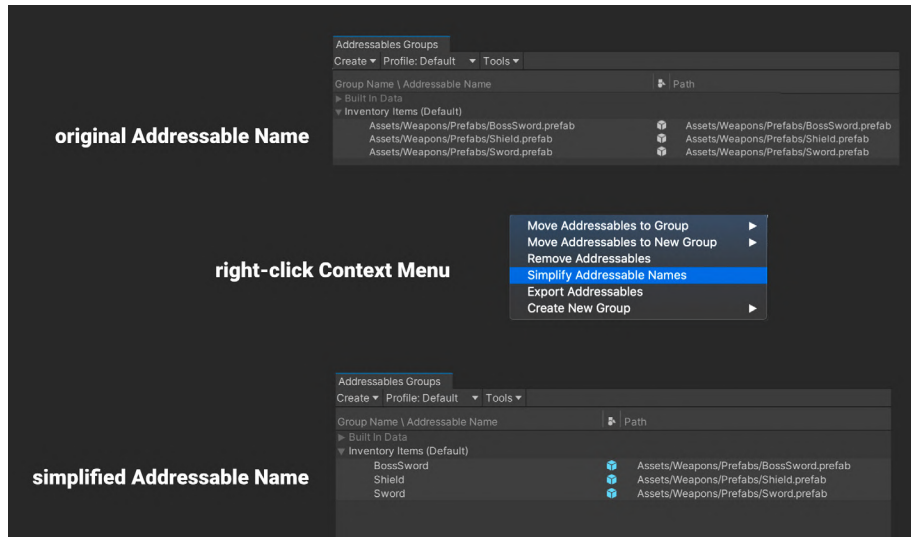 Addressables Groups
Create ▾ Profile: Default ▾ Tools ▾
Group Name \ Addressable Name Path
▸ Built In Data
▾ Inventory Items (Default)
original Addressable Name
Assets/Weapons/Prefabs/BossSword.prefab Assets/Weapons/Prefabs/BossSword.prefab
Assets/Weapons/Prefabs/Shield.prefab Assets/Weapons/Prefabs/Shield.prefab
Assets/Weapons/Prefabs/Sword.prefab Assets/Weapons/Prefabs/Sword.prefab
right-click Context Menu
Move Addressables to Group ▶
Move Addressables to New Group ▶
Remove Addressables
Simplify Addressable Names
Export Addressables
Create New Group ▶
Addressables Groups
Create ▾ Profile: Default ▾ Tools ▾
Group Name \ Addressable Name Path
▸ Built In Data
▾ Inventory Items (Default)
simplified Addressable Name
BossSword Assets/Weapons/Prefabs/BossSword.prefab
Shield Assets/Weapons/Prefabs/Shield.prefab
Sword Assets/Weapons/Prefabs/Sword.prefab